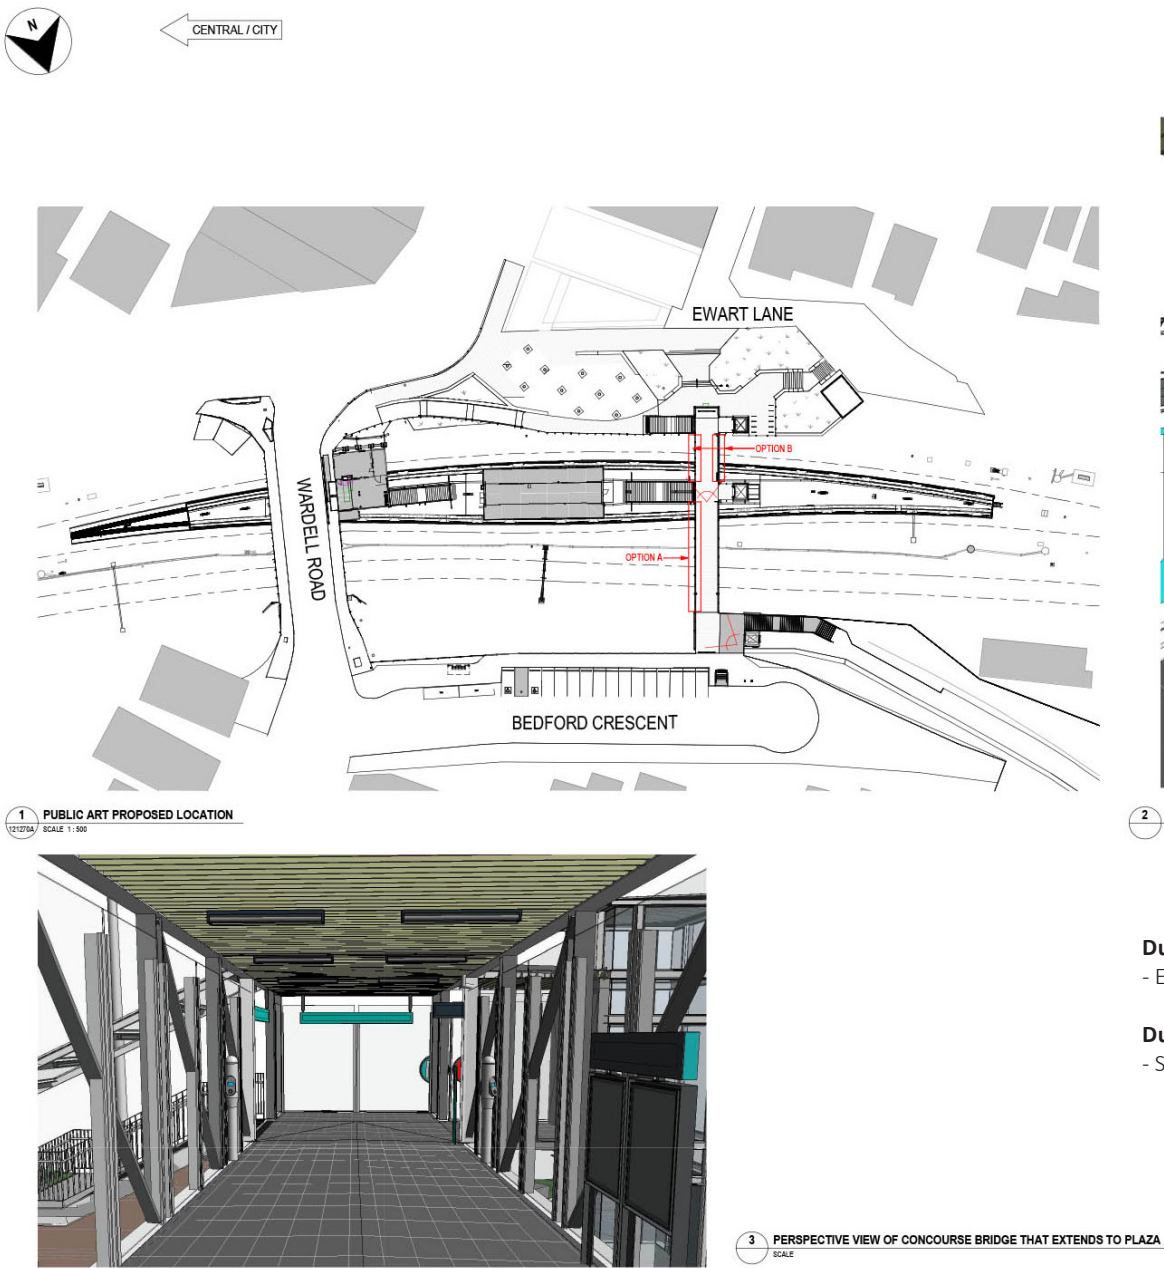 N
CENTRAL / CITY
EWART LANE
OPTION B
WARDELL ROAD
OPTION A
BEDFORD CRESCENT
1 PUBLIC ART PROPOSED LOCATION
121270A SCALE 1 : 500
2
Du
- E
Du
- S
3 PERSPECTIVE VIEW OF CONCOURSE BRIDGE THAT EXTENDS TO PLAZA
SCALE